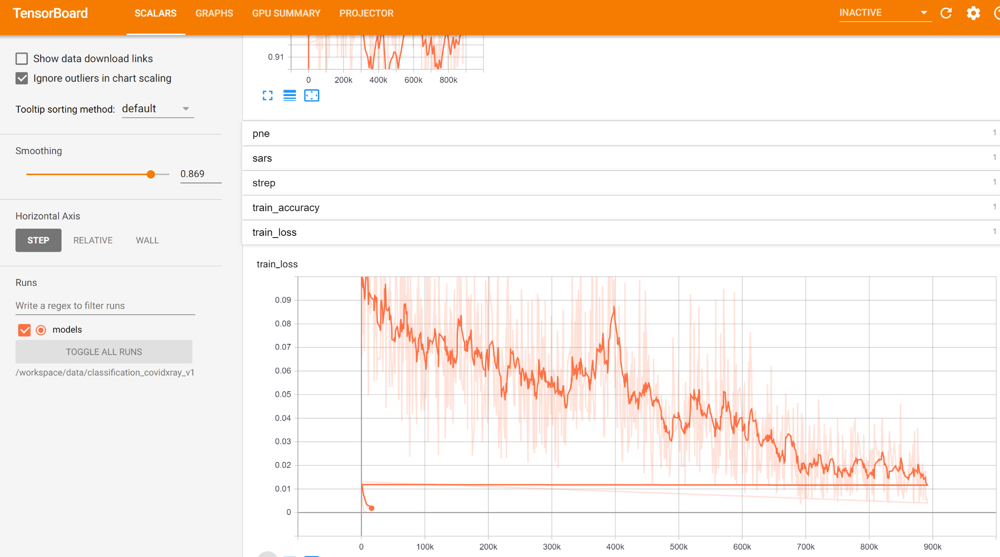 TensorBoard SCALARS GRAPHS GPU SUMMARY PROJECTOR INACTIVE
Show data download links
Ignore outliers in chart scaling
Tooltip sorting method: default
Smoothing
0.869
Horizontal Axis
STEP RELATIVE WALL
Runs
Write a regex to filter runs
models
TOGGLE ALL RUNS
/workspace/data/classification_covidxray_v1
0.91
0 200k 400k 600k 800k
pne 1
sars 1
strep 1
train_accuracy 1
train_loss 1
train_loss
0.09
0.08
0.07
0.06
0.05
0.04
0.03
0.02
0.01
0
0 100k 200k 300k 400k 500k 600k 700k 800k 900k